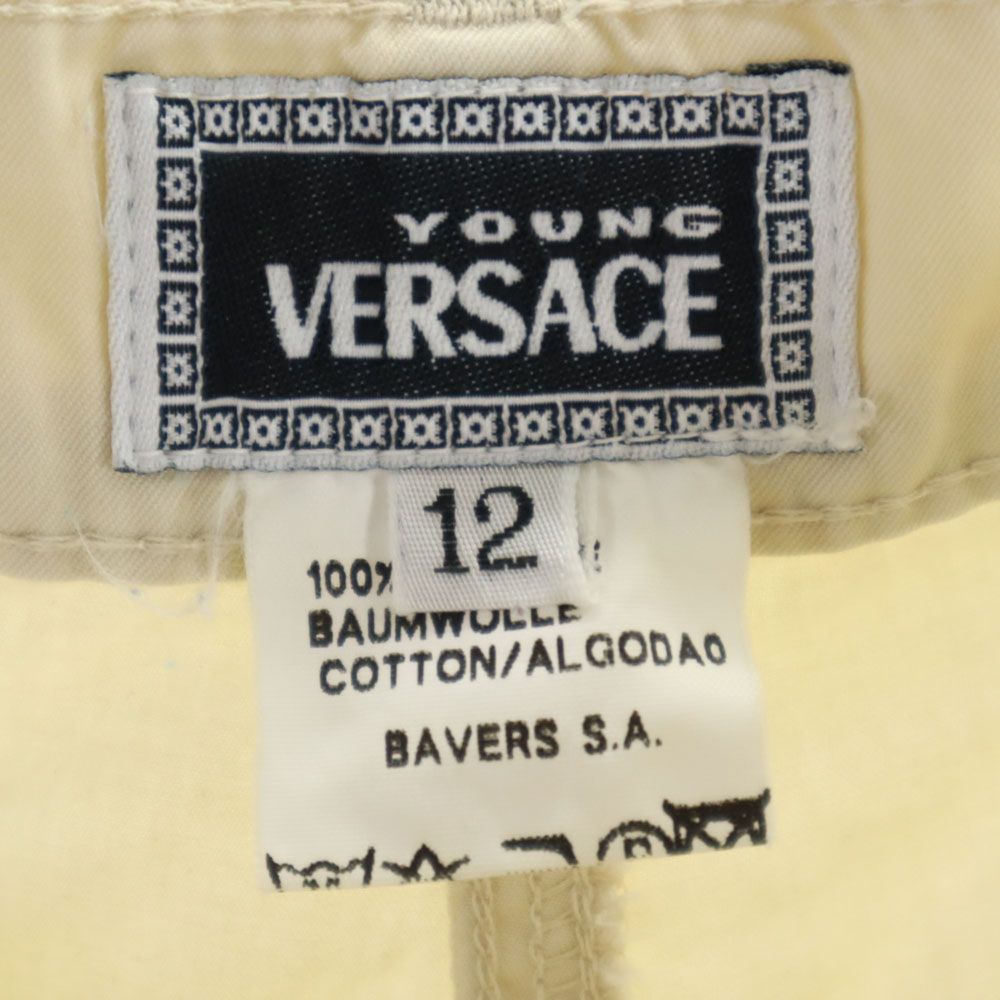 YOUNG
VERSACE
12
100%
BAUMWOLLE
COTTON/ALGODAO
BAVERS S.A.